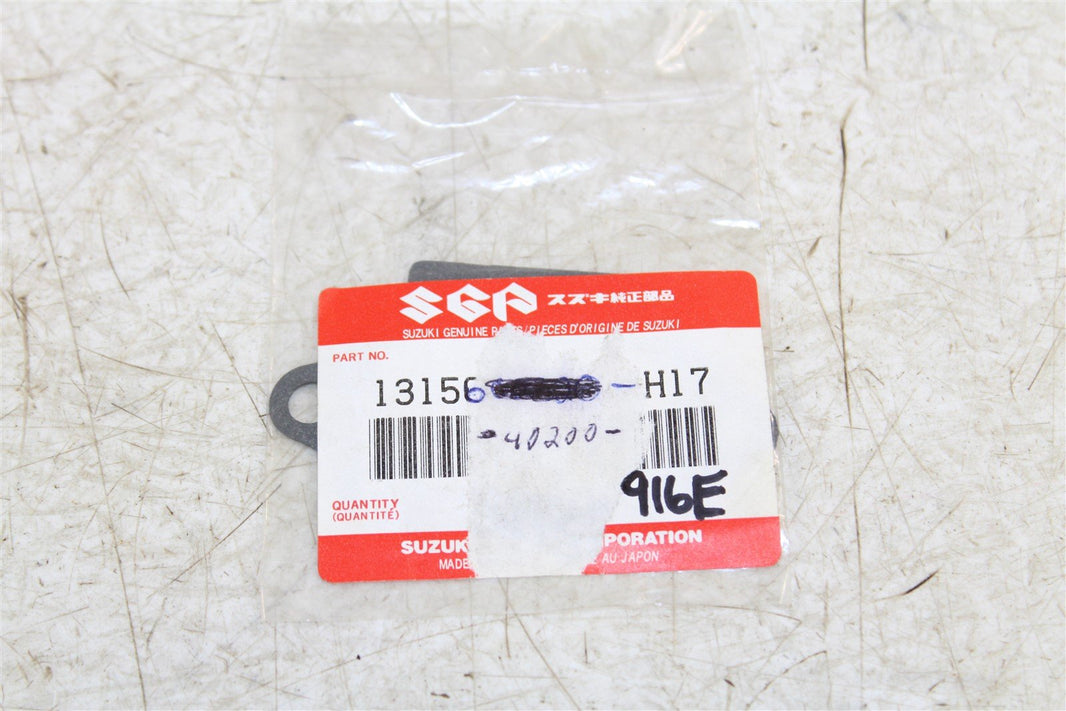 SGP スズキ純正部品
SUZUKI GENUINE PARTS/PIECES D'ORIGINE DE SUZUKI
PART NO.
13156 - H17
-40200-
916E
QUANTITY
(QUANTITÉ)
SUZUK PORATION
MADE AU JAPON